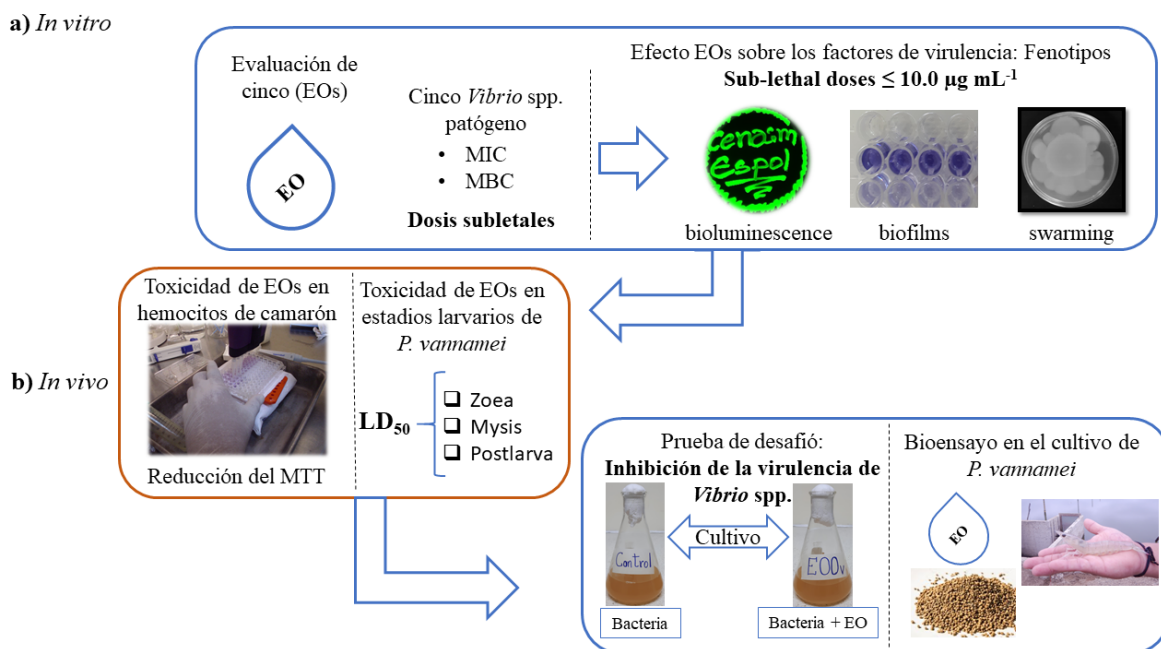 a) In vitro
Evaluación de
cinco (EOs)
EO
Cinco Vibrio spp.
patógeno
• MIC
• MBC
Dosis subletales
Efecto EOs sobre los factores de virulencia: Fenotipos
Sub-lethal doses ≤ 10.0 µg mL-1
cenaim
espol
bioluminescence
biofilms
swarming
b) In vivo
Toxicidad de EOs en
hemocitos de camarón
Reducción del MTT
Toxicidad de EOs en
estadios larvarios de
P. vannamei
LD50
Zoea
Mysis
Postlarva
Prueba de desafió:
Inhibición de la virulencia de
Vibrio spp.
Control
Cultivo
EOOv
Bacteria
Bacteria + EO
Bioensayo en el cultivo de
P. vannamei
EO